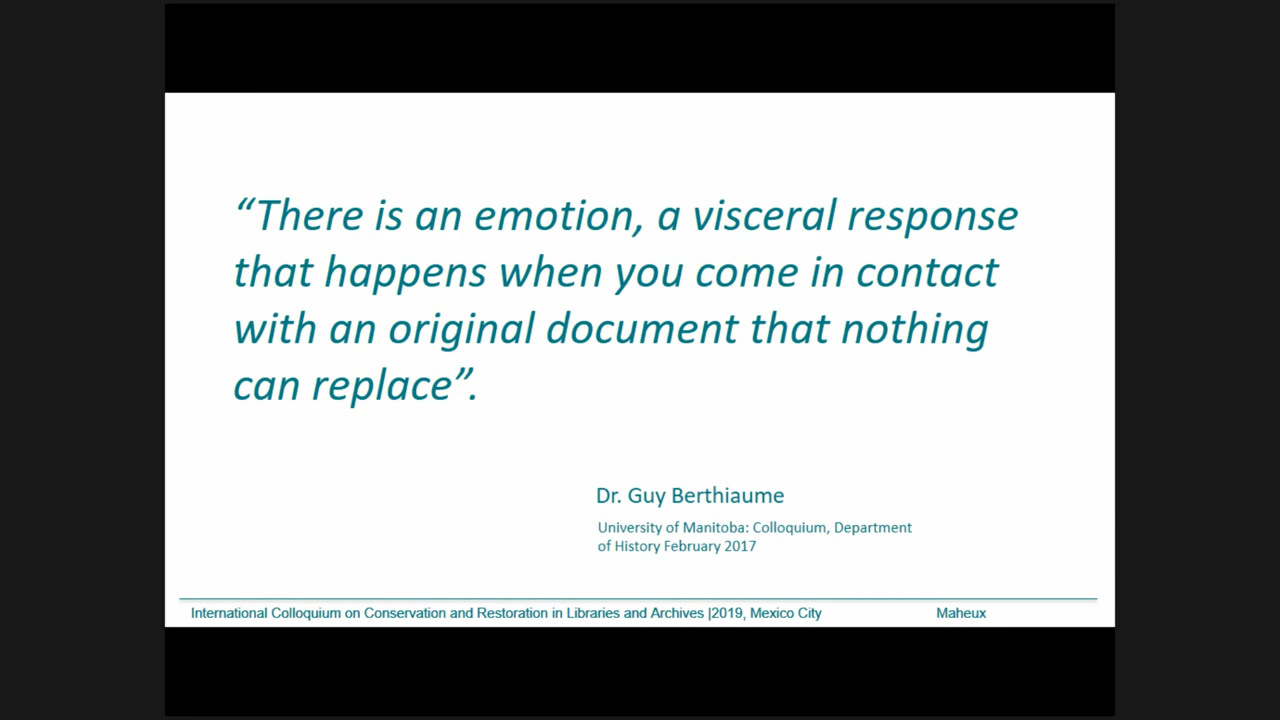 “There is an emotion, a visceral response
that happens when you come in contact
with an original document that nothing
can replace”.
Dr. Guy Berthiaume
University of Manitoba: Colloquium, Department
of History February 2017
International Colloquium on Conservation and Restoration in Libraries and Archives |2019, Mexico City Maheux